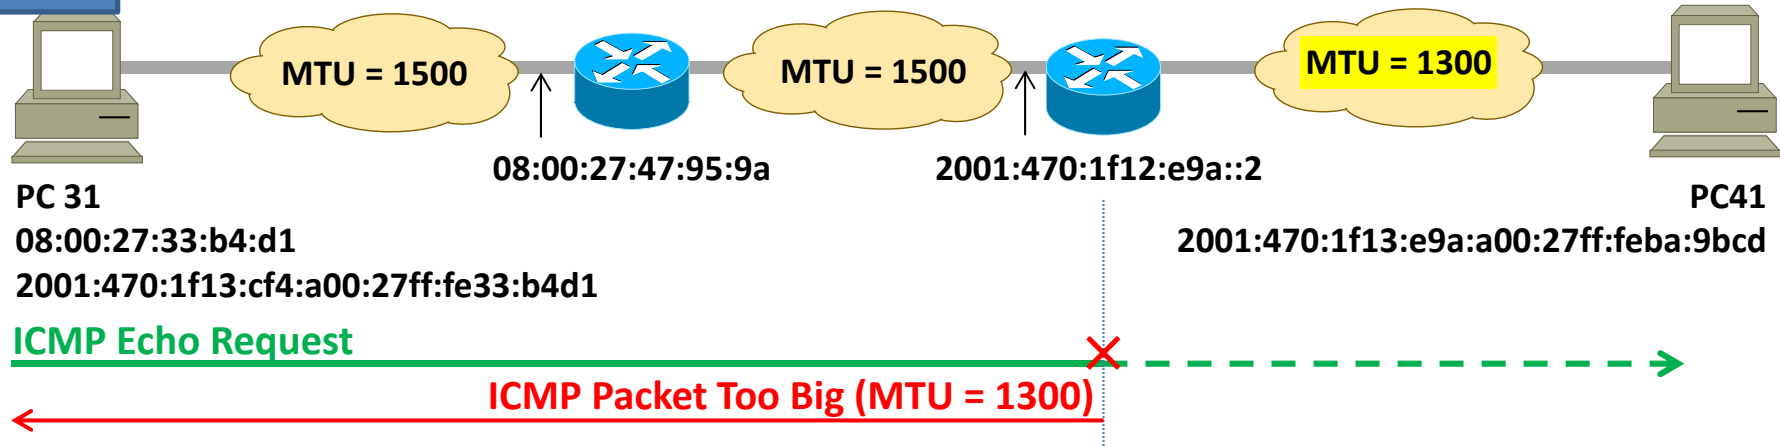 MTU = 1500
MTU = 1500
MTU = 1300
08:00:27:47:95:9a
2001:470:1f12:e9a::2
PC 31
08:00:27:33:b4:d1
2001:470:1f13:cf4:a00:27ff:fe33:b4d1
PC41
2001:470:1f13:e9a:a00:27ff:feba:9bcd
ICMP Echo Request
ICMP Packet Too Big (MTU = 1300)